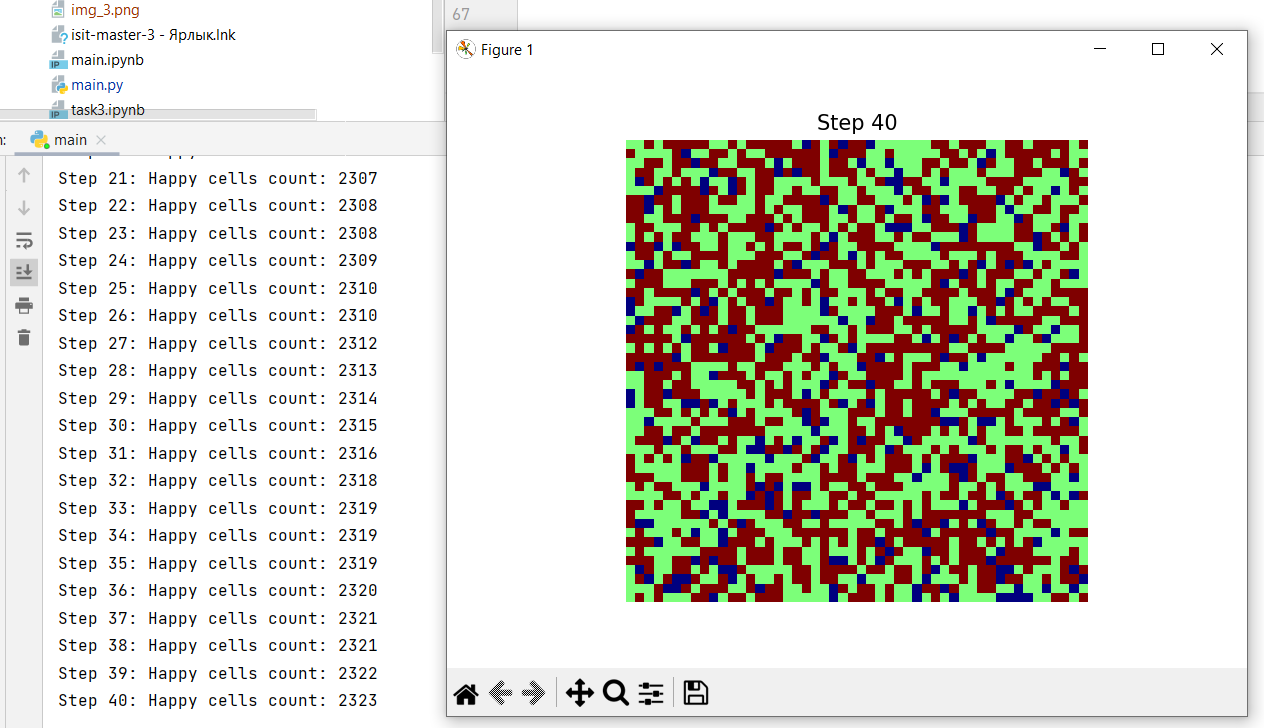 img_3.png
67
isit-master-3 - Ярлык.lnk
main.ipynb
main.py
task3.ipynb
Figure 1
main
Step 40
Step 21: Happy cells count: 2307
Step 22: Happy cells count: 2308
Step 23: Happy cells count: 2308
Step 24: Happy cells count: 2309
Step 25: Happy cells count: 2310
Step 26: Happy cells count: 2310
Step 27: Happy cells count: 2312
Step 28: Happy cells count: 2313
Step 29: Happy cells count: 2314
Step 30: Happy cells count: 2315
Step 31: Happy cells count: 2316
Step 32: Happy cells count: 2318
Step 33: Happy cells count: 2319
Step 34: Happy cells count: 2319
Step 35: Happy cells count: 2319
Step 36: Happy cells count: 2320
Step 37: Happy cells count: 2321
Step 38: Happy cells count: 2321
Step 39: Happy cells count: 2322
Step 40: Happy cells count: 2323